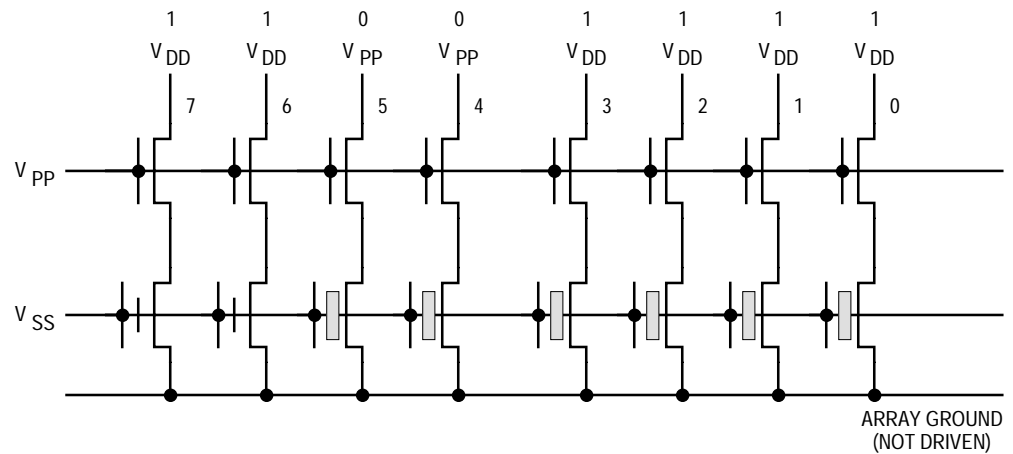 1 1 0 0 1 1 1 1
V DD V DD V PP V PP V DD V DD V DD V DD
7 6 5 4 3 2 1 0
V PP
V SS
ARRAY GROUND
(NOT DRIVEN)